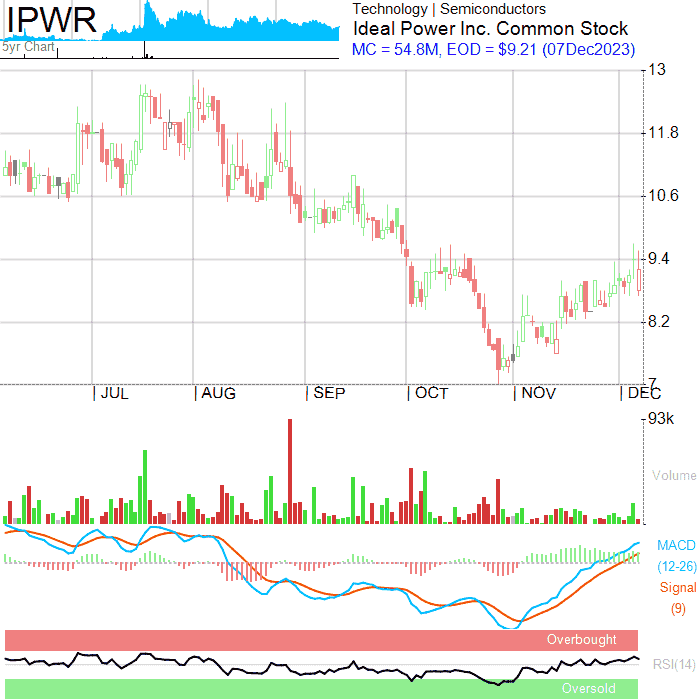 IPWR
5yr Chart
Technology | Semiconductors
Ideal Power Inc. Common Stock
MC = 54.8M, EOD = $9.21 (07Dec2023)
13
11.8
10.6
9.4
8.2
7
JUL
AUG
SEP
OCT
NOV
DEC
93k
Volume
MACD
(12-26)
Signal
(9)
Overbought
RSI(14)
Oversold